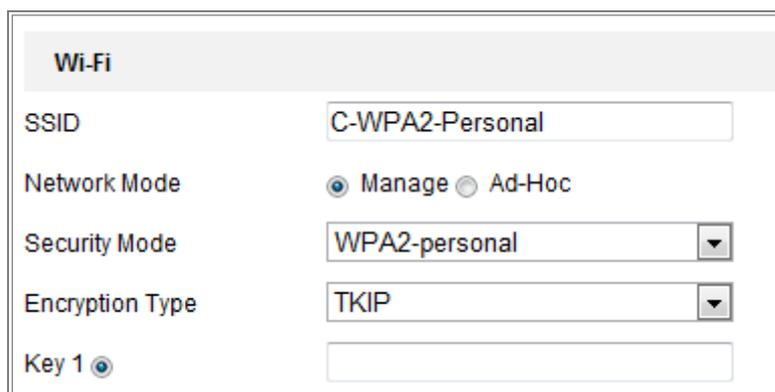 Wi-Fi
SSID C-WPA2-Personal
Network Mode Manage Ad-Hoc
Security Mode WPA2-personal
Encryption Type TKIP
Key 1